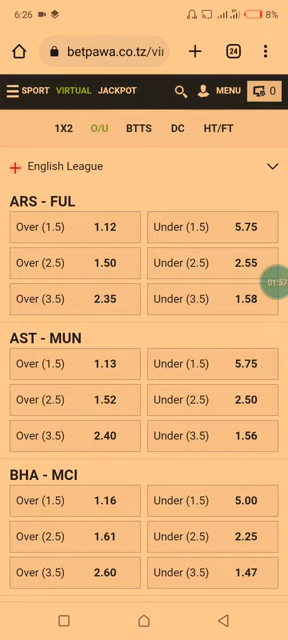 6:26 8%
betpawa.co.tz/vii 24
SPORT VIRTUAL JACKPOT MENU 0
1X2 O/U BTTS DC HT/FT
+ English League
ARS - FUL
Over (1.5) 1.12 Under (1.5) 5.75
Over (2.5) 1.50 Under (2.5) 2.55
Over (3.5) 2.35 Under (3.5) 1.58
01:57
AST - MUN
Over (1.5) 1.13 Under (1.5) 5.75
Over (2.5) 1.52 Under (2.5) 2.50
Over (3.5) 2.40 Under (3.5) 1.56
BHA - MCI
Over (1.5) 1.16 Under (1.5) 5.00
Over (2.5) 1.61 Under (2.5) 2.25
Over (3.5) 2.60 Under (3.5) 1.47